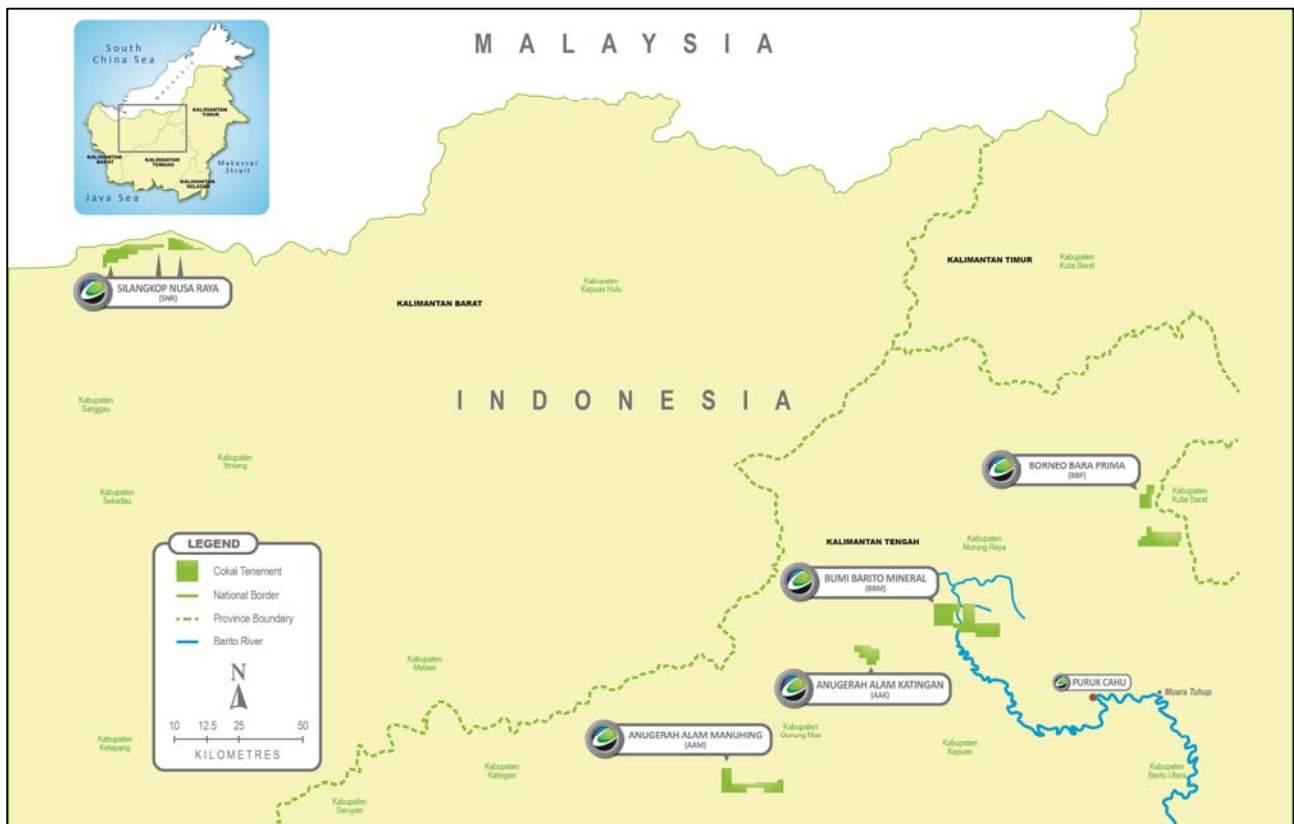 MALAYSIA
South
China Sea
KALIMANTAN
TIMUR
KALIMANTAN
BARAT
KALIMANTAN
TENGAH
Makassar
Strait
KALIMANTAN
SELATAN
Java Sea
SILANGKOP NUSA RAYA
(SNR)
KALIMANTAN BARAT
Kabupaten
Kapuas Hulu
KALIMANTAN TIMUR
Kabupaten
Kutai Barat
INDONESIA
Kabupaten
Sanggau
Kabupaten
Kabupaten
Sekadau
BORNEO BARA PRIMA
(BBP)
Kabupaten
Kutai Barat
KALIMANTAN TENGAH
Kabupaten
Murung Raya
BUMI BARITO MINERAL
(BBM)
LEGEND
Cokal Tenement
National Border
Province Boundary
Barito River
N
10 12.5 25 50
KILOMETRES
Kabupaten
Melawi
ANUGERAH ALAM KATINGAN
(AAK)
PURUK CAHU
Muara Tuhup
ANUGERAH ALAM MANUHING
(AAM)
Kabupaten
Gunung Mas
Kabupaten
Ketapang
Kabupaten
Katingan
Kabupaten
Kapuas
Kabupaten
Barito Utara
Kabupaten
Seruyan